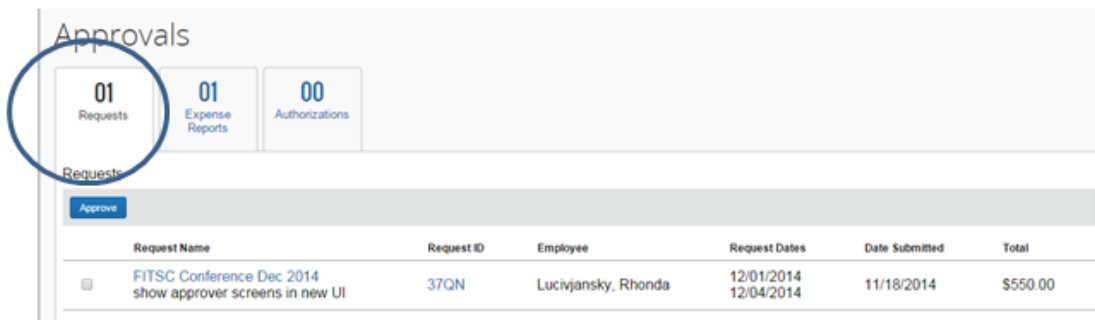 Approvals
01 01 00
Requests Expense Authorizations
Reports
Requests
Approve
Request Name Request ID Employee Request Dates Date Submitted Total
FITSC Conference Dec 2014 37QN Lucivjansky, Rhonda 12/01/2014 11/18/2014 $550.00
show approver screens in new UI 12/04/2014